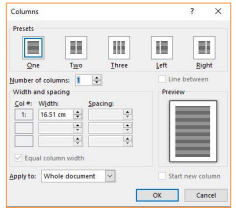 Columns ? X
Presets
One Two Three Left Right
Number of columns: 1 Line between
Width and spacing Preview
Col #: Width: Spacing:
1: 16.51 cm
Equal column width
Apply to: Whole document Start new column
OK Cancel